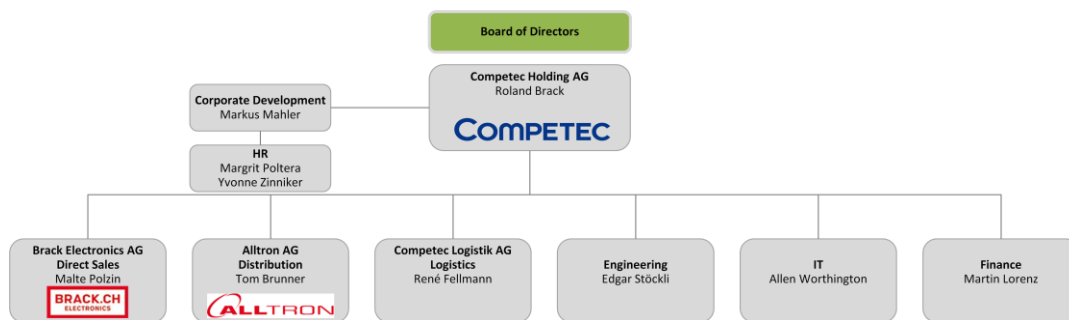 Board of Directors
Competec Holding AG
Roland Brack
COMPETEC
Corporate Development
Markus Mahler
HR
Margrit Poltera
Yvonne Zinniker
Brack Electronics AG
Direct Sales
Malte Polzin
BRACK.CH
ELECTRONICS
Alltron AG
Distribution
Tom Brunner
ALLTRON
Competec Logistik AG
Logistics
René Fellmann
Engineering
Edgar Stöckli
IT
Allen Worthington
Finance
Martin Lorenz